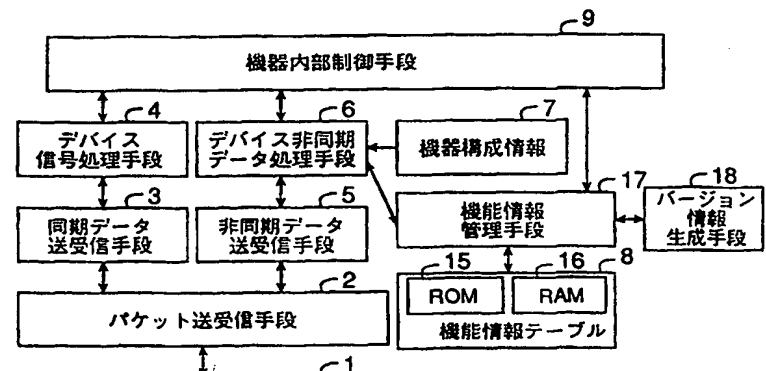 9
機器内部制御手段
4
デバイス
信号処理手段
6
デバイス非同期
データ処理手段
7
機器構成情報
3
同期データ
送受信手段
5
非同期データ
送受信手段
17
機能情報
管理手段
18
バージョン
情報
生成手段
2
パケット送受信手段
15
ROM
16
RAM
8
機能情報テーブル
1